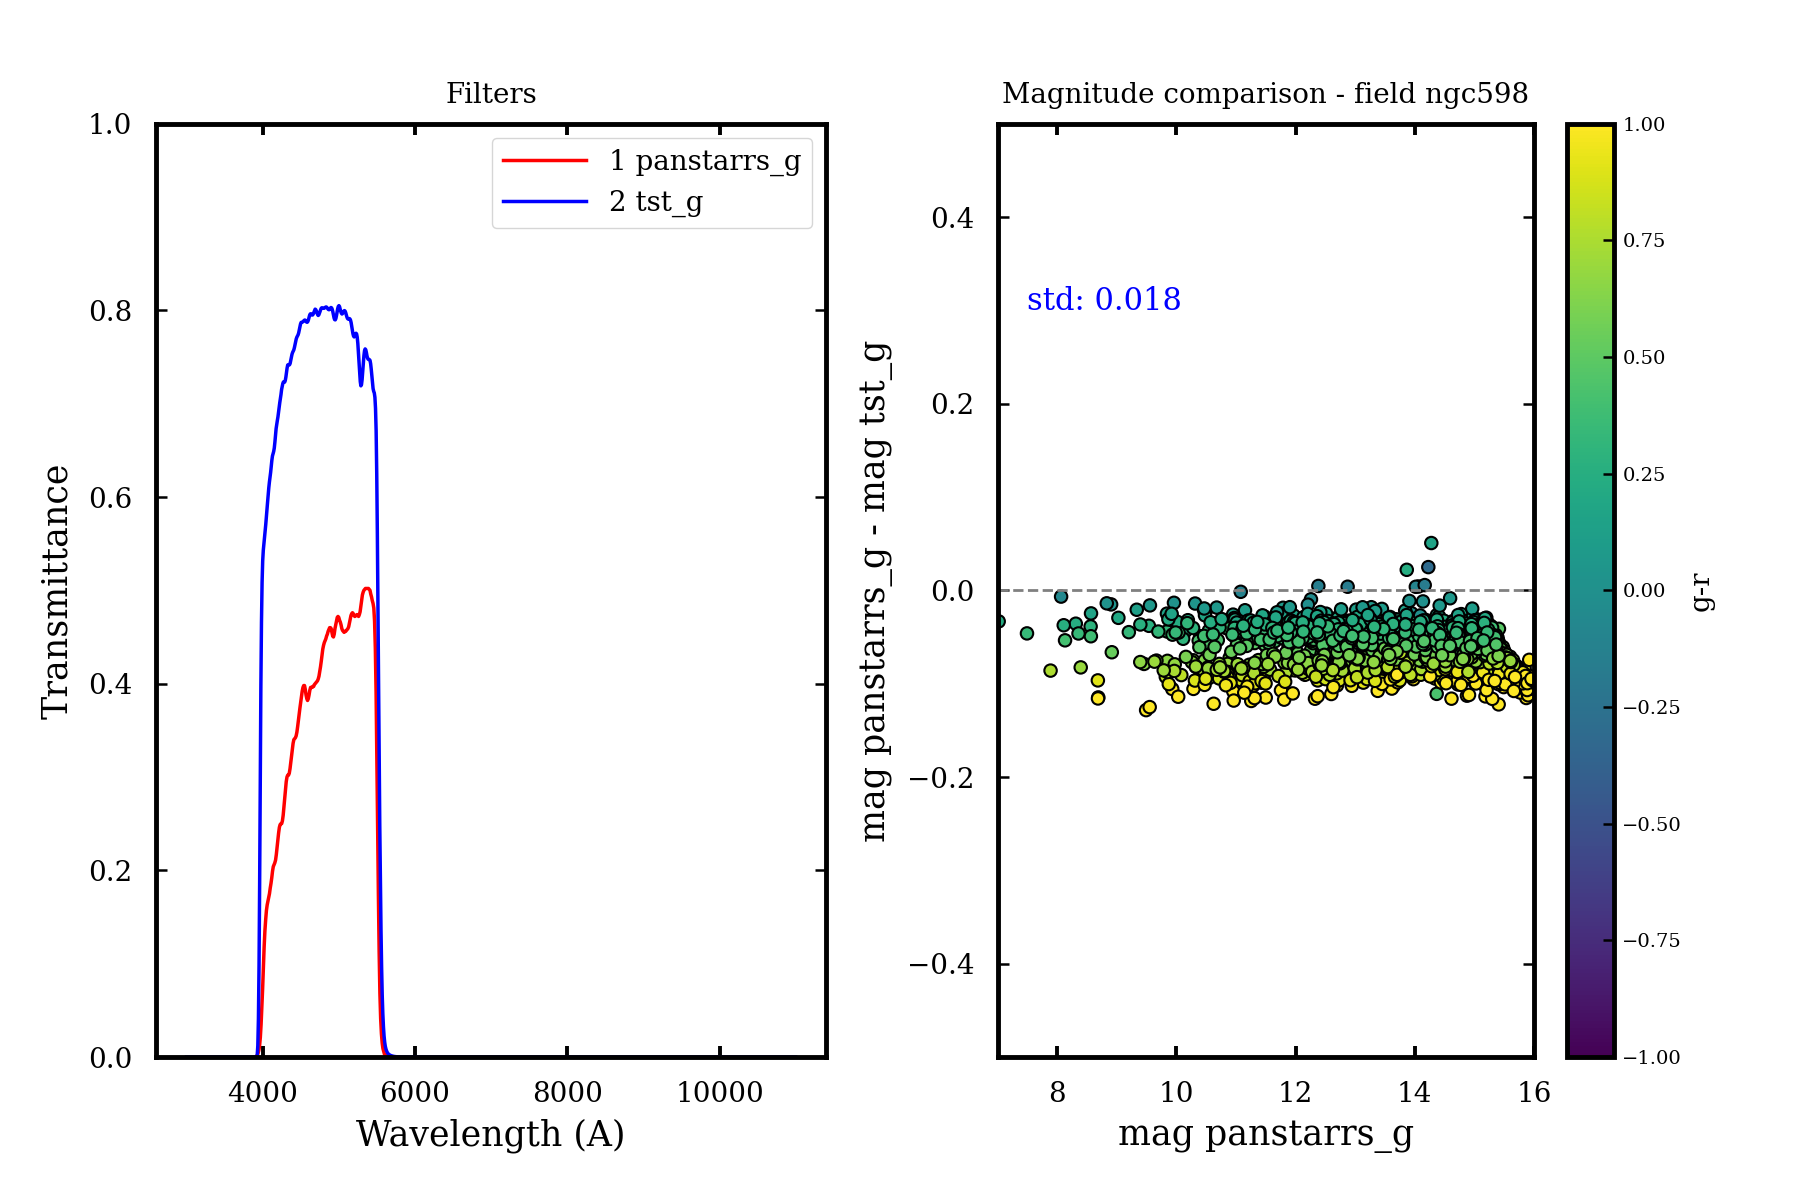 Filters
1.0
0.8
0.6
0.4
0.2
0.0
Transmittance
1 panstarrs_g
2 tst_g
4000
6000
8000
10000
Wavelength (A)
Magnitude comparison - field ngc598
mag panstarrs_g - mag tst_g
0.4
0.2
0.0
−0.2
−0.4
std: 0.018
8
10
12
14
16
mag panstarrs_g
1.00
0.75
0.50
0.25
0.00
−0.25
−0.50
−0.75
−1.00
g-r